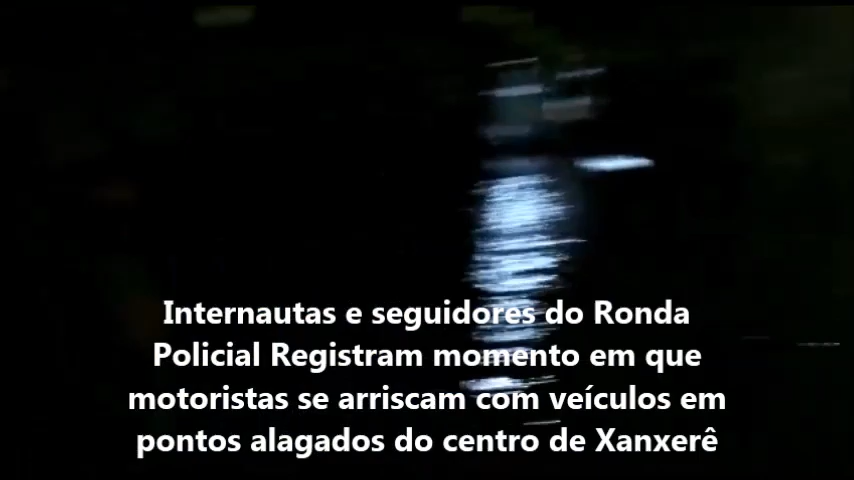 Internautas e seguidores do Ronda
Policial Registram momento em que
motoristas se arriscam com veículos em
pontos alagados do centro de Xanxerê